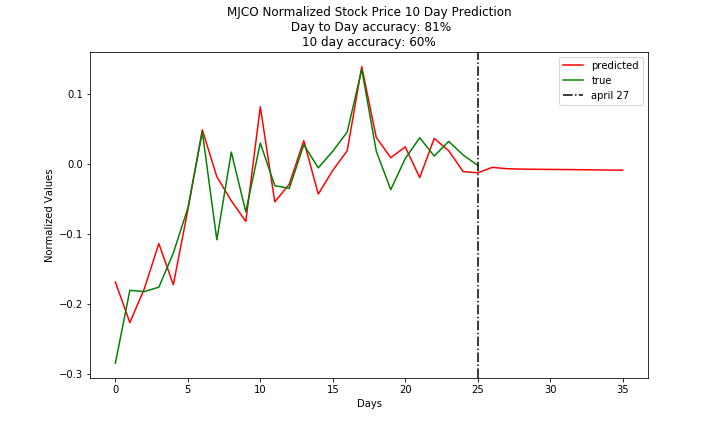 MJCO Normalized Stock Price 10 Day Prediction
Day to Day accuracy: 81%
10 day accuracy: 60%
predicted
true
april 27
0.1
0.0
−0.1
−0.2
−0.3
Normalized Values
0 5 10 15 20 25 30 35
Days